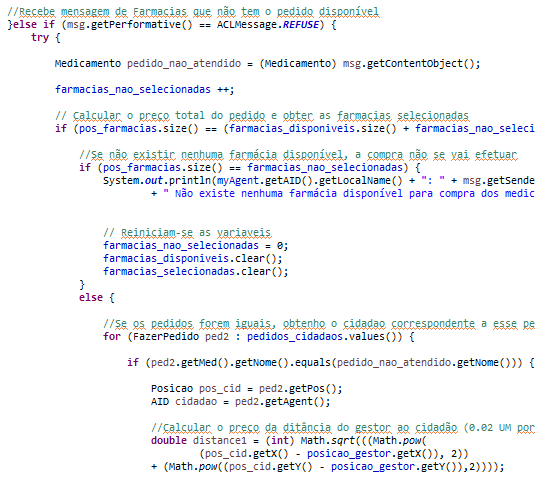 //Recebe mensagem de Farmacias que não tem o pedido disponível
}else if (msg.getPerformative() == ACLMessage.REFUSE) {
try {
Medicamento pedido_nao_atendido = (Medicamento) msg.getContentObject();
farmacias_nao_selecionadas ++;
// Calcular o preço total do pedido e obter as farmacias selecionadas
if (pos_farmacias.size() == (farmacias_disponiveis.size() + farmacias_nao_seleci
//Se não existir nenhuma farmácia disponível, a compra não se vai efetuar
if (pos_farmacias.size() == farmacias_nao_selecionadas) {
System.out.println(myAgent.getAID().getLocalName() + ": " + msg.getSende
+ " Não existe nenhuma farmácia disponível para compra dos medic
// Reiniciam-se as variaveis
farmacias_nao_selecionadas = 0;
farmacias_disponiveis.clear();
farmacias_selecionadas.clear();
}
else {
//Se os pedidos forem iguais, obtenho o cidadao correspondente a esse pe
for (FazerPedido ped2 : pedidos_cidadaos.values()) {
if (ped2.getMed().getNome().equals(pedido_nao_atendido.getNome())) {
Posicao pos_cid = ped2.getPos();
AID cidadao = ped2.getAgent();
//Calcular o preço da ditância do gestor ao cidadão (0.02 UM por
double distance1 = (int) Math.sqrt(((Math.pow(
(pos_cid.getX() - posicao_gestor.getX()), 2))
+ (Math.pow((pos_cid.getY() - posicao_gestor.getY()),2))));